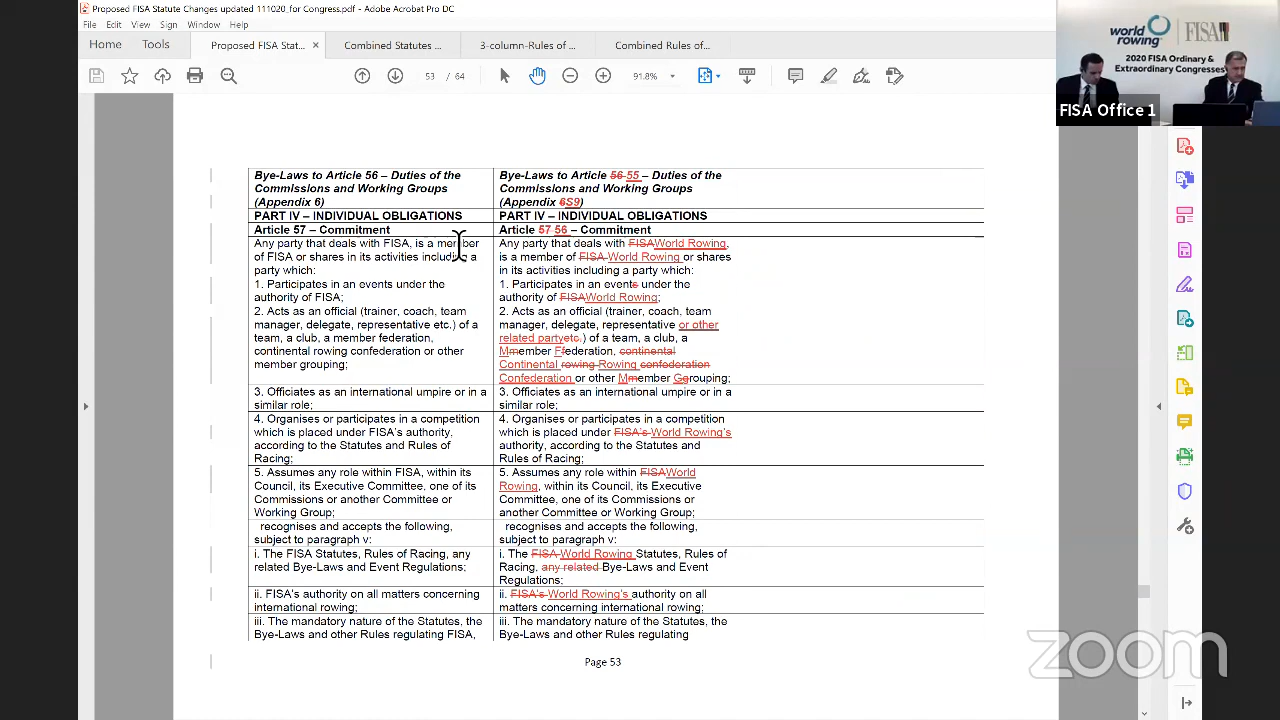 Proposed FISA Statute Changes updated 111020_for Congress.pdf - Adobe Acrobat Pro DC
File Edit View Sign Window Help
Home Tools Proposed FISA Stat... × Combined Statutes ... 3-column-Rules of ... Combined Rules of...
53 / 64 91.8%
world rowing FISA
2020 FISA Ordinary &
Extraordinary Congresses
FISA Office 1
Bye-Laws to Article 56 – Duties of the
Commissions and Working Groups
(Appendix 6)
PART IV – INDIVIDUAL OBLIGATIONS
Article 57 – Commitment
Any party that deals with FISA, is a member
of FISA or shares in its activities including a
party which:
1. Participates in an events under the
authority of FISA;
2. Acts as an official (trainer, coach, team
manager, delegate, representative etc.) of a
team, a club, a member federation,
continental rowing confederation or other
member grouping;
3. Officiates as an international umpire or in a
similar role;
4. Organises or participates in a competition
which is placed under FISA's authority,
according to the Statutes and Rules of
Racing;
5. Assumes any role within FISA, within its
Council, its Executive Committee, one of its
Commissions or another Committee or
Working Group;
recognises and accepts the following,
subject to paragraph v:
i. The FISA Statutes, Rules of Racing, any
related Bye-Laws and Event Regulations;
ii. FISA's authority on all matters concerning
international rowing;
iii. The mandatory nature of the Statutes, the
Bye-Laws and other Rules regulating FISA,
Bye-Laws to Article 56 55 – Duties of the
Commissions and Working Groups
(Appendix 6S9)
PART IV – INDIVIDUAL OBLIGATIONS
Article 57 56 – Commitment
Any party that deals with FISAWorld Rowing,
is a member of FISA World Rowing or shares
in its activities including a party which:
1. Participates in an events under the
authority of FISAWorld Rowing;
2. Acts as an official (trainer, coach, team
manager, delegate, representative or other
related partyetc.) of a team, a club, a
Mmember Ffederation, continental
Continental rowing Rowing confederation
Confederation or other Mmember Ggrouping;
3. Officiates as an international umpire or in a
similar role;
4. Organises or participates in a competition
which is placed under FISA's World Rowing's
authority, according to the Statutes and
Rules of Racing;
5. Assumes any role within FISAWorld
Rowing, within its Council, its Executive
Committee, one of its Commissions or
another Committee or Working Group;
recognises and accepts the following,
subject to paragraph v:
i. The FISA World Rowing Statutes, Rules of
Racing, any related Bye-Laws and Event
Regulations;
ii. FISA's World Rowing's authority on all
matters concerning international rowing;
iii. The mandatory nature of the Statutes, the
Bye-Laws and other Rules regulating
Page 53
zoom